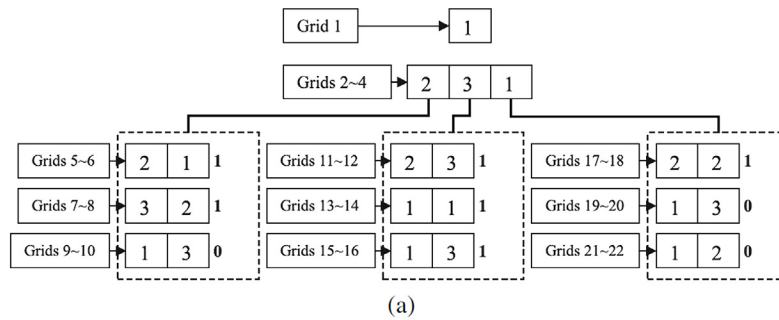 Grid 1 1
Grids 2~4 2 3 1
Grids 5~6 2 1 1 Grids 11~12 2 3 1 Grids 17~18 2 2 1
Grids 7~8 3 2 1 Grids 13~14 1 1 1 Grids 19~20 1 3 0
Grids 9~10 1 3 0 Grids 15~16 1 3 1 Grids 21~22 1 2 0
(a)